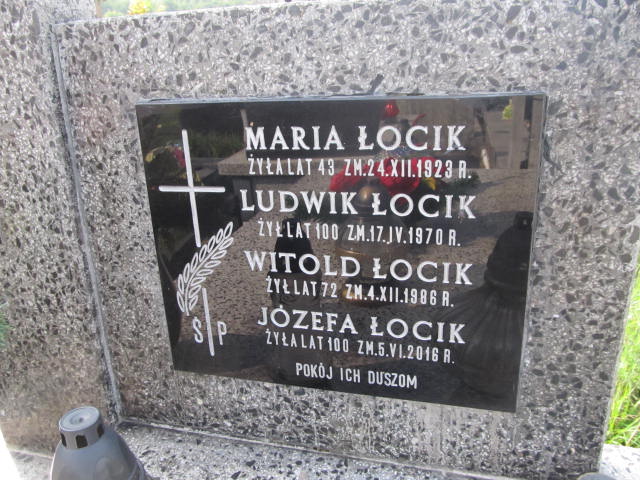 MARIA ŁOCIK
ŻYŁA LAT 43 ZM.24.XII.1923 R.
LUDWIK ŁOCIK
ŻYŁ LAT 100 ZM.17.IV.1970 R.
WITOLD ŁOCIK
ŻYŁ LAT 72 ZM.4.XII.1986 R.
JÓZEFA ŁOCIK
ŻYŁA LAT 100 ZM.5.VI.2016 R.
Ś P
POKÓJ ICH DUSZOM